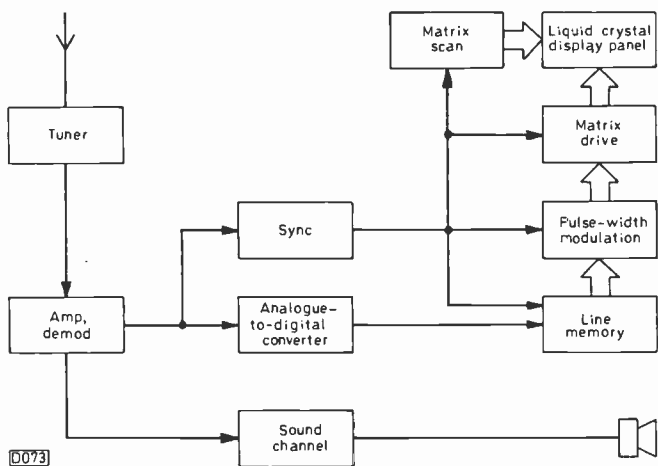 Matrix
scan
Liquid crystal
display panel
Tuner
Matrix
drive
Sync
Pulse-width
modulation
Amp,
demod
Analogue-
to-digital
converter
Line
memory
Sound
channel
D073